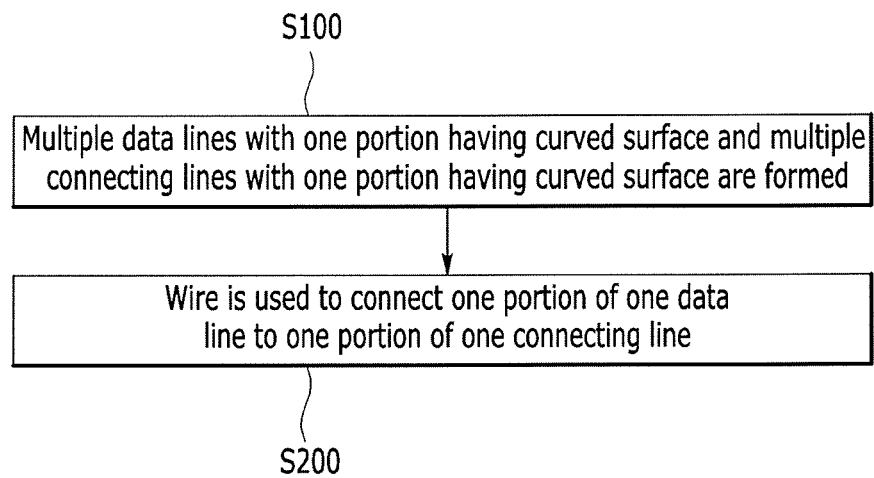 S100
Multiple data lines with one portion having curved surface and multiple
connecting lines with one portion having curved surface are formed
Wire is used to connect one portion of one data
line to one portion of one connecting line
S200